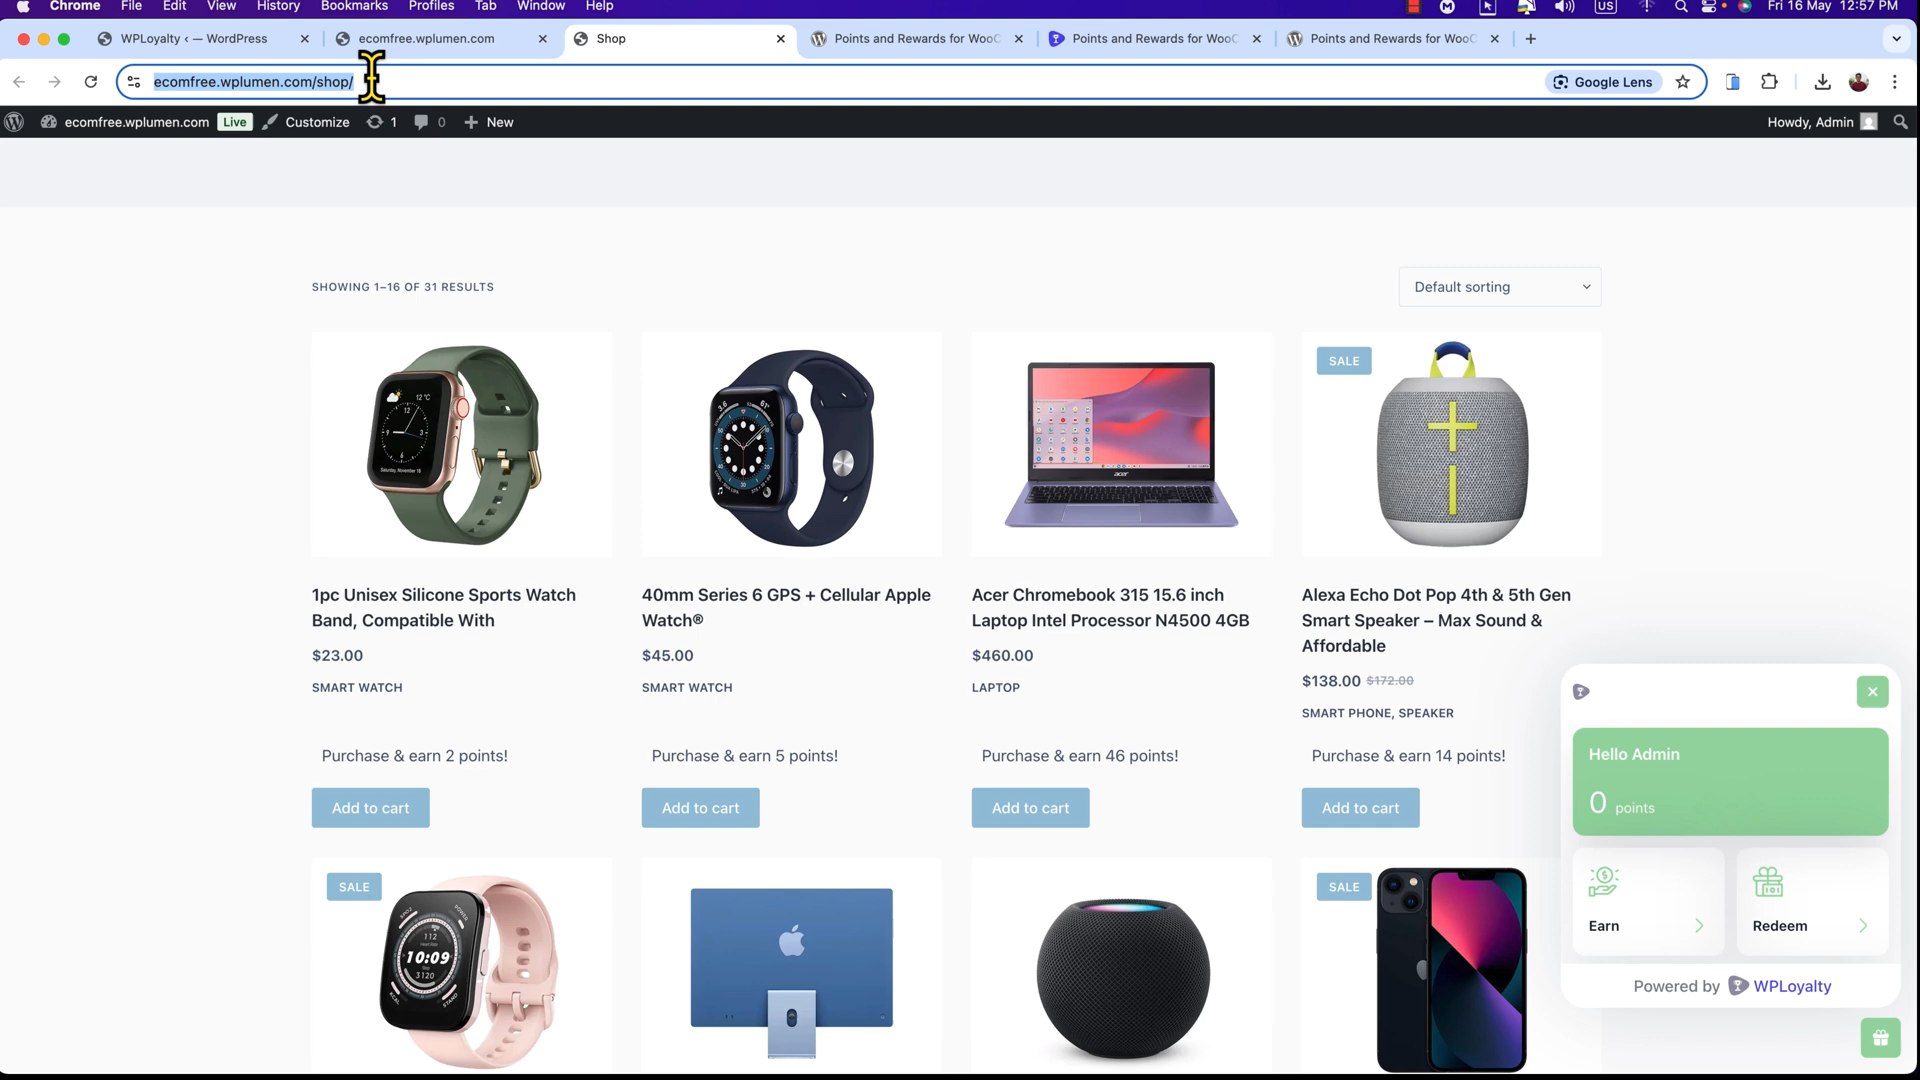 Chrome File Edit View History Bookmarks Profiles Tab Window Help US Fri 16 May 12:57 PM
WPLoyalty ‹ — WordPress ecomfree.wplumen.com Shop Points and Rewards for WooC Points and Rewards for WooC Points and Rewards for WooC
ecomfree.wplumen.com/shop/ Google Lens
ecomfree.wplumen.com Live Customize 1 0 New Howdy, Admin
SHOWING 1–16 OF 31 RESULTS
Default sorting
SALE
1pc Unisex Silicone Sports Watch
Band, Compatible With
$23.00
SMART WATCH
Purchase & earn 2 points!
Add to cart
40mm Series 6 GPS + Cellular Apple
Watch®
$45.00
SMART WATCH
Purchase & earn 5 points!
Add to cart
acer
Acer Chromebook 315 15.6 inch
Laptop Intel Processor N4500 4GB
$460.00
LAPTOP
Purchase & earn 46 points!
Add to cart
Alexa Echo Dot Pop 4th & 5th Gen
Smart Speaker – Max Sound &
Affordable
$138.00 $172.00
SMART PHONE, SPEAKER
Purchase & earn 14 points!
Add to cart
SALE
10:09
SALE
Hello Admin
0 points
Earn
Redeem
Powered by WPLoyalty